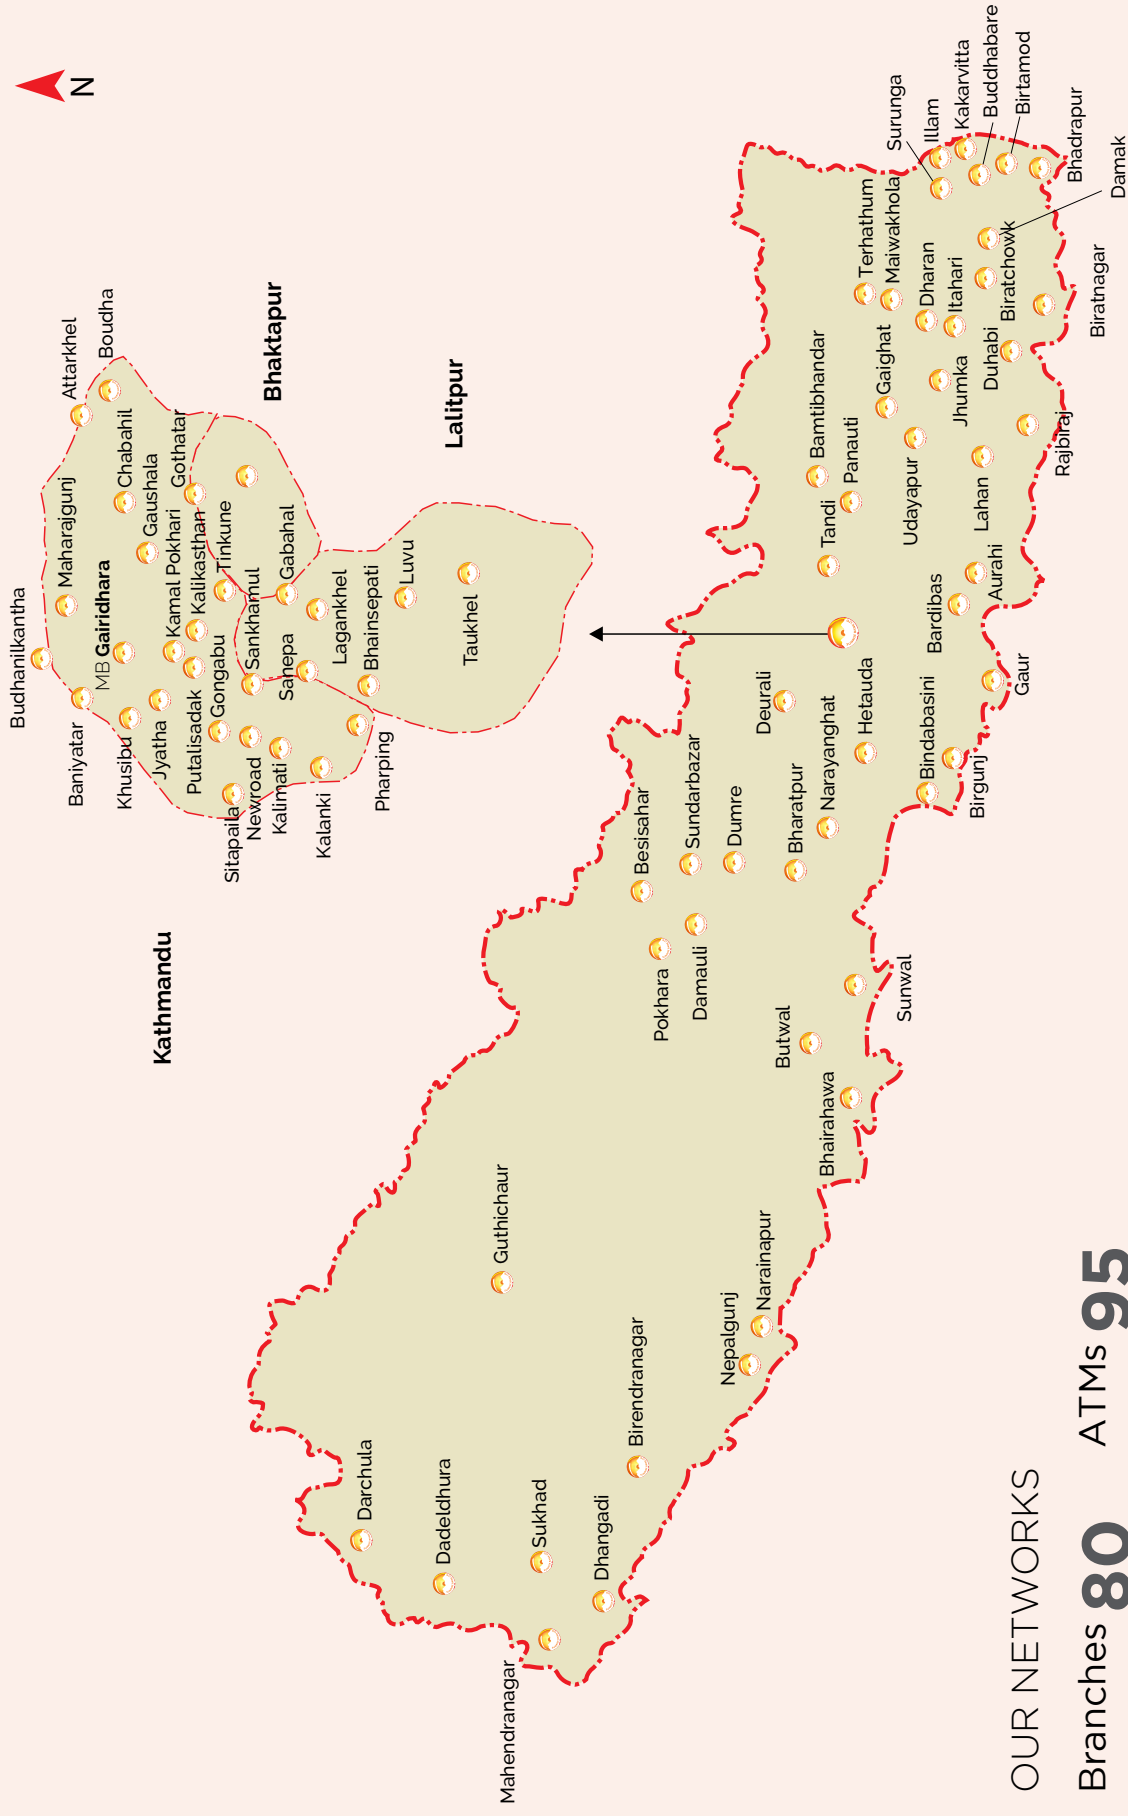 N
Kathmandu
Bhaktapur
Lalitpur
Budhanilkantha
Baniyatar
Maharajgunj
MB Gairidhara
Attarkhel
Boudha
Chabahil
Gaushala
Gothatar
Khusibu
Jyatha
Kamal Pokhari
Kalikasthan
Putalisadak
Gongabu
Tinkune
Sankhamul
Sitapaila
Newroad
Kalimati
Sanepa
Gabahal
Kalanki
Lagankhel
Bhainsepati
Pharping
Luvu
Taukhel
Darchula
Dadeldhura
Mahendranagar
Sukhad
Dhangadi
Guthichaur
Birendranagar
Nepalgunj
Narainapur
Bhairahawa
Butwal
Sunwal
Pokhara
Besisahar
Damauli
Sundarbazar
Dumre
Bharatpur
Narayanghat
Deurali
Hetauda
Bindabasini
Birgunj
Gaur
Tandi
Bamtibhandar
Panauti
Bardibas
Aurahi
Udayapur
Lahan
Gaighat
Rajbiraj
Terhathum
Maiwakhola
Dharan
Itahari
Jhumka
Duhabi
Biratchowk
Biratnagar
Surunga
Illam
Kakarvitta
Buddhabare
Birtamod
Bhadrapur
Damak
OUR NETWORKS
Branches 80 ATMs 95